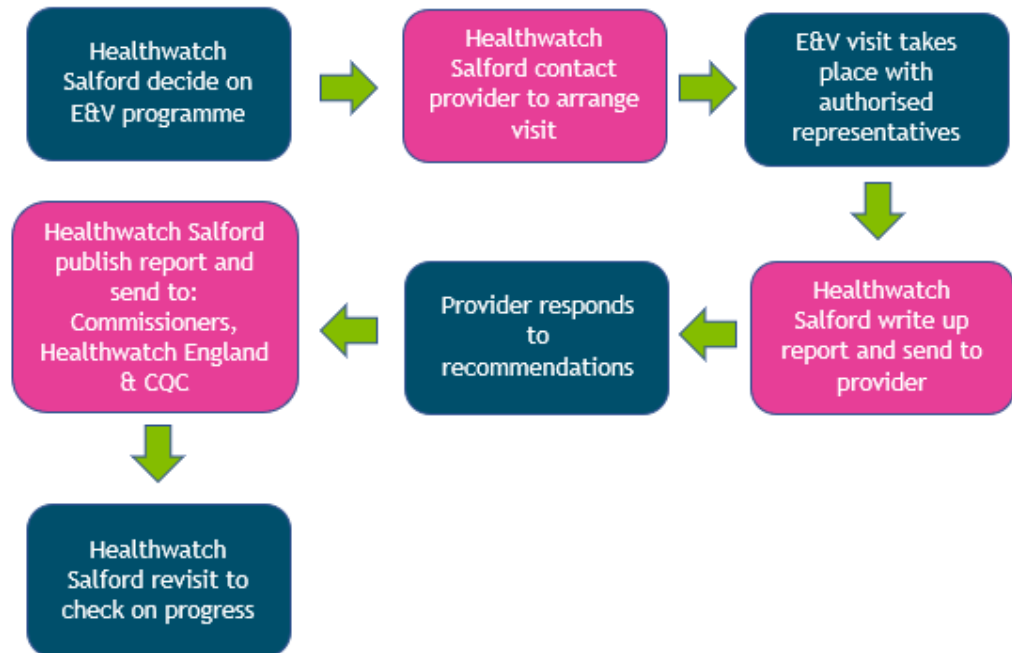 Healthwatch
Salford decide on
E&V programme
Healthwatch
Salford contact
provider to arrange
visit
E&V visit takes
place with
authorised
representatives
Healthwatch
Salford write up
report and send to
provider
Provider responds
to
recommendations
Healthwatch Salford
publish report and
send to:
Commissioners,
Healthwatch England
& CQC
Healthwatch
Salford revisit to
check on progress